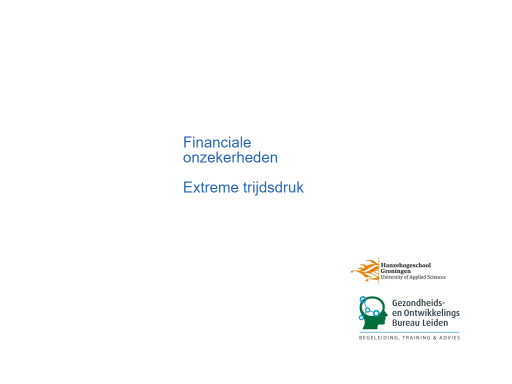 Financiale
onzekerheden
Extreme trijdsdruk
Hanzehogeschool
Groningen
University of Applied Sciences
Gezondheids-
en Ontwikkelings
Bureau Leiden
BEGELEIDING, TRAINING & ADVIES